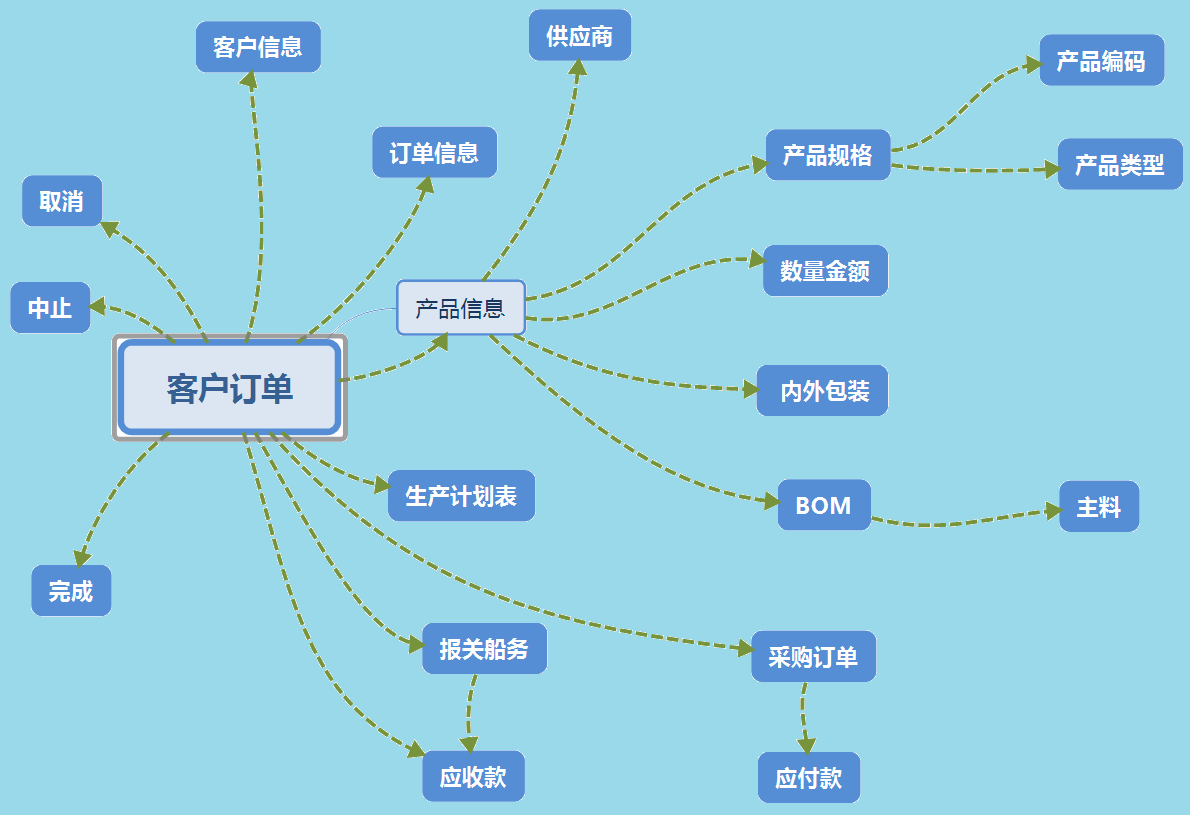 供应商
客户信息
产品编码
订单信息
产品规格
产品类型
取消
数量金额
中止
产品信息
客户订单
内外包装
生产计划表
BOM
主料
完成
报关船务
采购订单
应收款
应付款